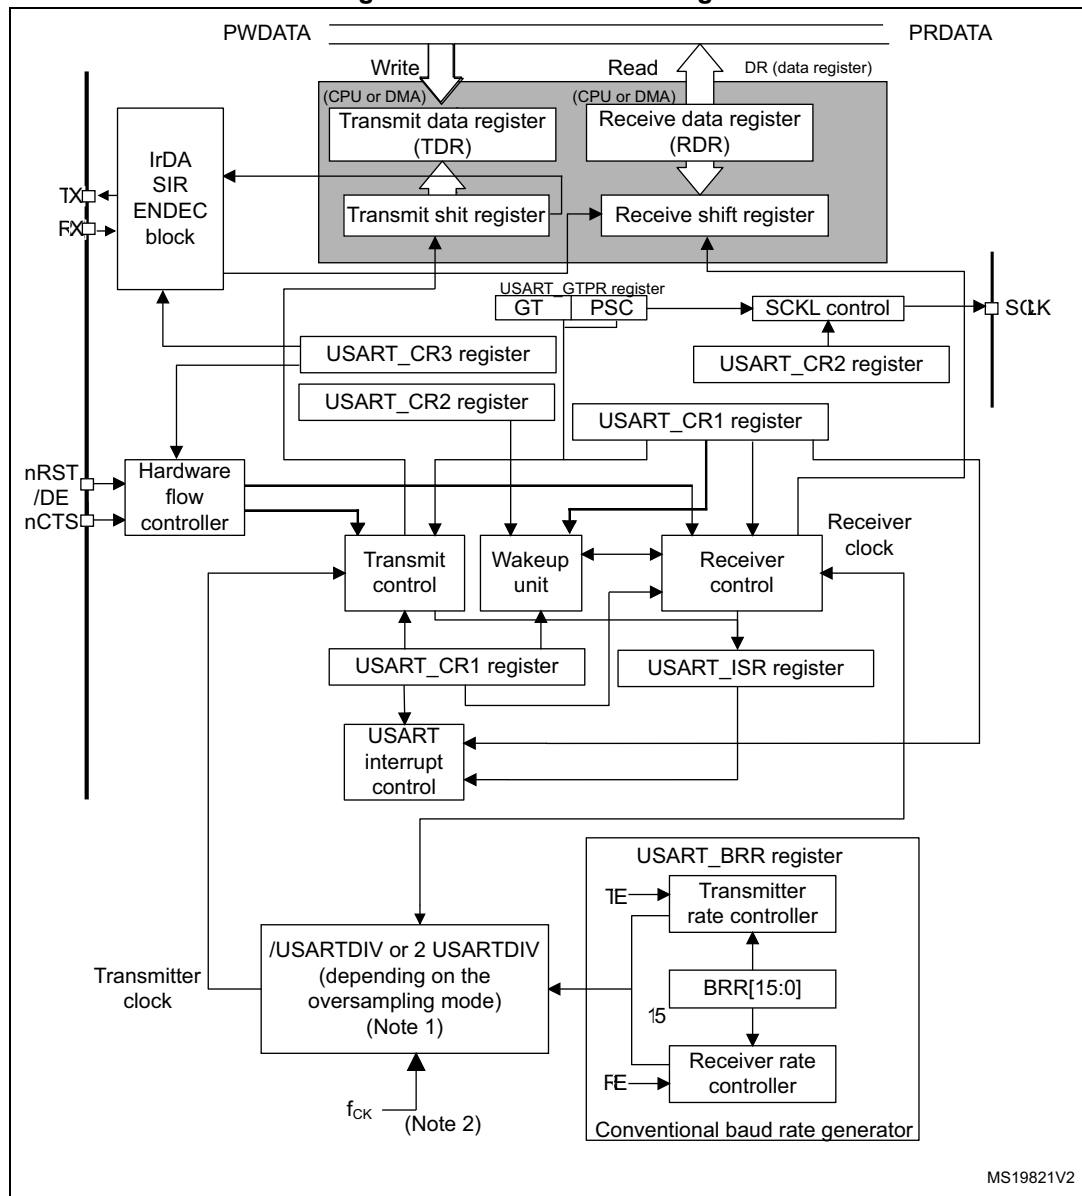 PWDATA
PRDATA
Write
Read
DR (data register)
(CPU or DMA)
(CPU or DMA)
Transmit data register
(TDR)
Receive data register
(RDR)
IrDA
SIR
ENDEC
block
TX
RX
Transmit shit register
Receive shift register
USART_GTPR register
GT
PSC
SCKL control
SCLK
USART_CR3 register
USART_CR2 register
USART_CR2 register
USART_CR1 register
nRST
/DE
nCTS
Hardware
flow
controller
Transmit
control
Wakeup
unit
Receiver
control
Receiver
clock
USART_CR1 register
USART_ISR register
USART
interrupt
control
Transmitter
clock
/USARTDIV or 2 USARTDIV
(depending on the
oversampling mode)
(Note 1)
fCK
(Note 2)
USART_BRR register
TE
Transmitter
rate controller
BRR[15:0]
15
RE
Receiver rate
controller
Conventional baud rate generator
MS19821V2